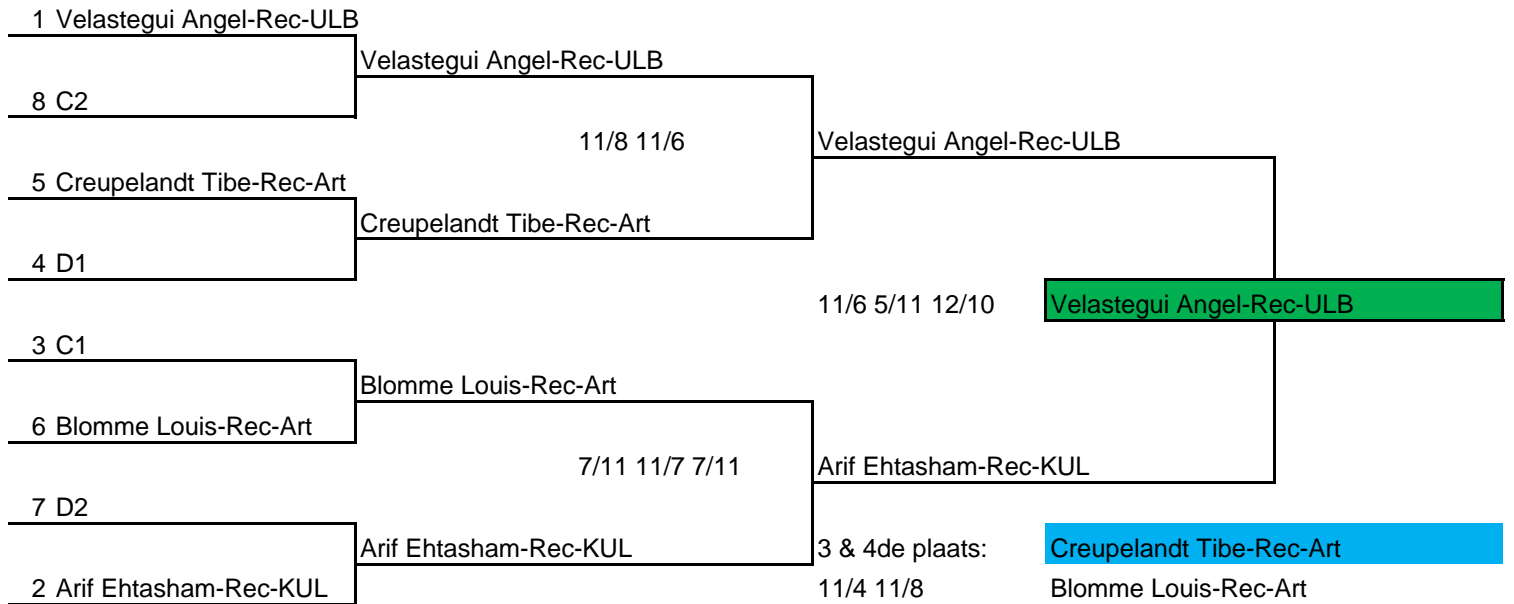 1 Velastegui Angel-Rec-ULB
Velastegui Angel-Rec-ULB
8 C2
11/8 11/6 Velastegui Angel-Rec-ULB
5 Creupelandt Tibe-Rec-Art
Creupelandt Tibe-Rec-Art
4 D1
11/6 5/11 12/10 Velastegui Angel-Rec-ULB
3 C1
Blomme Louis-Rec-Art
6 Blomme Louis-Rec-Art
7/11 11/7 7/11 Arif Ehtasham-Rec-KUL
7 D2
Arif Ehtasham-Rec-KUL 3 & 4de plaats: Creupelandt Tibe-Rec-Art
2 Arif Ehtasham-Rec-KUL 11/4 11/8 Blomme Louis-Rec-Art